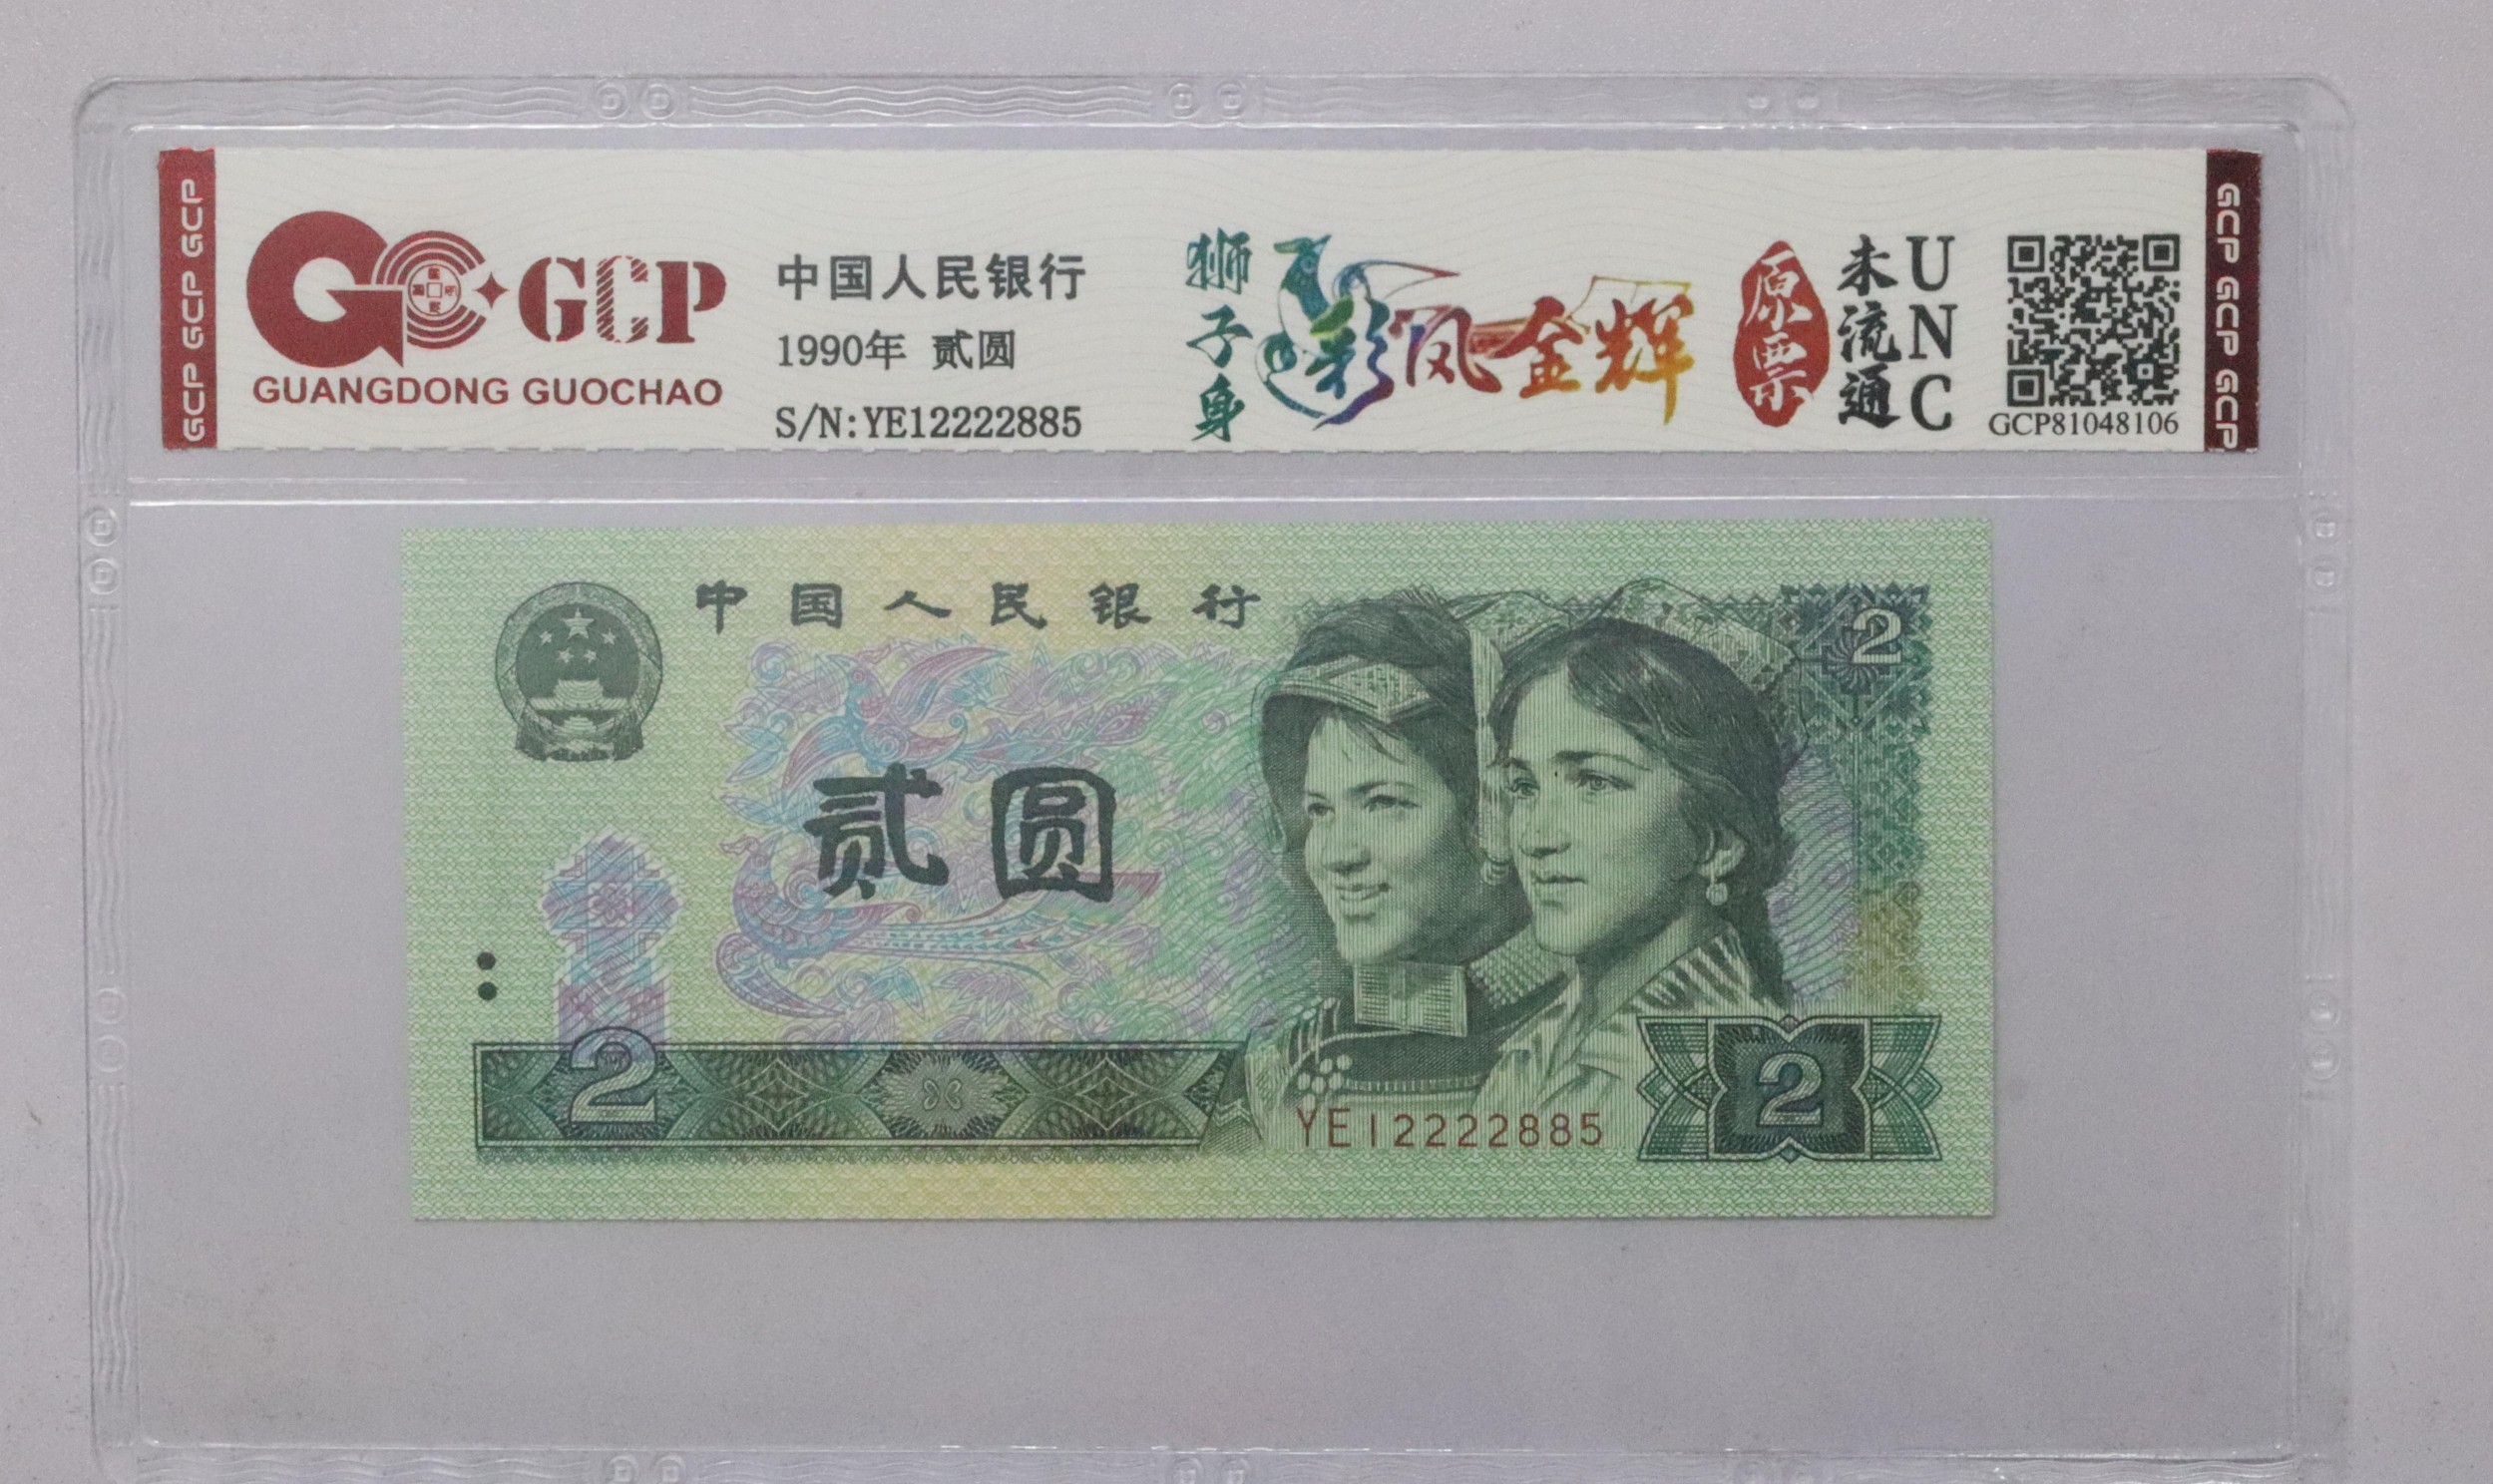 GCP GCP GCP
GCP
GUANGDONG GUOCHAO
中国人民银行
1990年 贰圆
S/N:YE12222885
狮子身
彩凤金辉
原票
未流通
UNC
GCP81048106
GCP GCP GCP
中国人民银行
2
贰圆
2
2
YE12222885